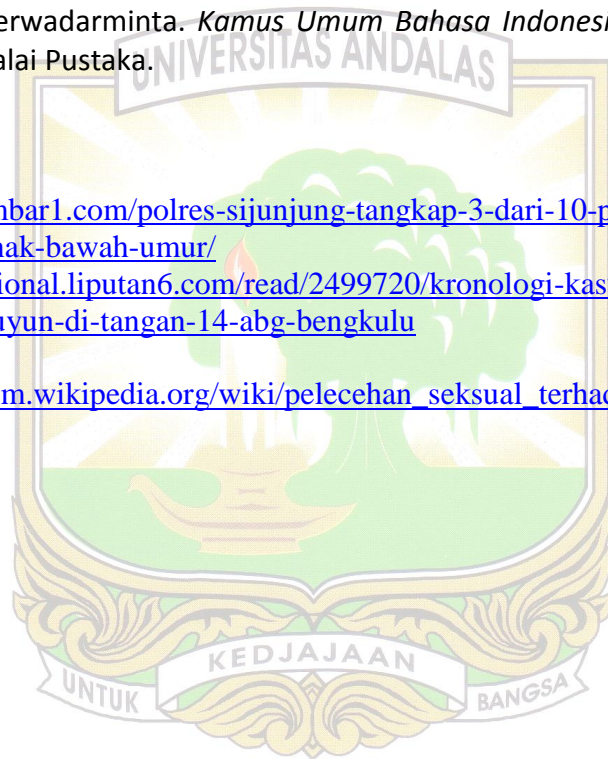 erwadarminta. Kamus Umum Bahasa Indonesi
alai Pustaka.
UNIVERSITAS ANDALAS
nbar1.com/polres-sijunjung-tangkap-3-dari-10-p
nak-bawah-umur/
ional.liputan6.com/read/2499720/kronologi-kas
uyun-di-tangan-14-abg-bengkulu
.m.wikipedia.org/wiki/pelecehan_seksual_terhad
KEDJAJAAN
UNTUK
BANGSA